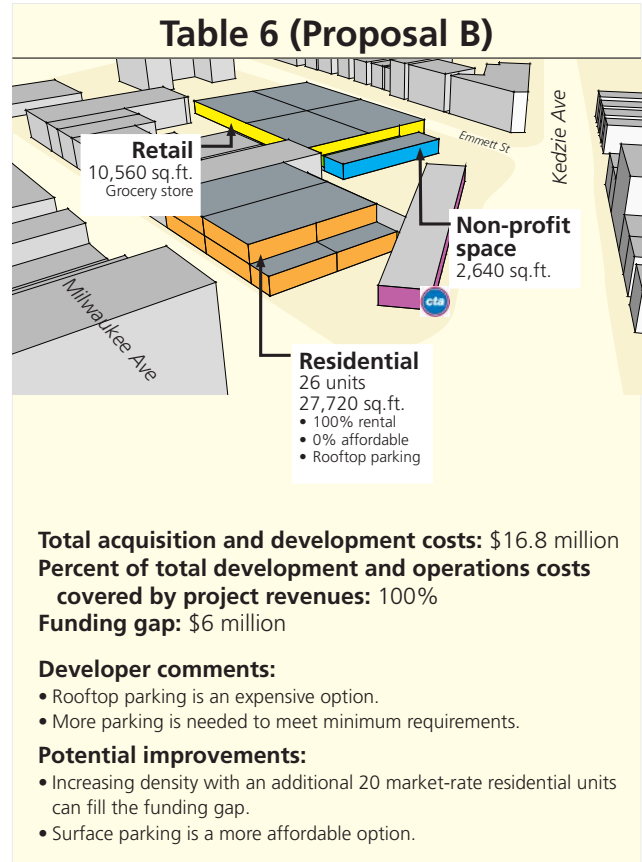 Table 6 (Proposal B)
Kedzie Ave
Emmett St
Retail
10,560 sq.ft.
Grocery store
Non-profit
space
2,640 sq.ft.
cta
Milwaukee Ave
Residential
26 units
27,720 sq.ft.
• 100% rental
• 0% affordable
• Rooftop parking
Total acquisition and development costs: $16.8 million
Percent of total development and operations costs
covered by project revenues: 100%
Funding gap: $6 million
Developer comments:
• Rooftop parking is an expensive option.
• More parking is needed to meet minimum requirements.
Potential improvements:
• Increasing density with an additional 20 market-rate residential units
can fill the funding gap.
• Surface parking is a more affordable option.